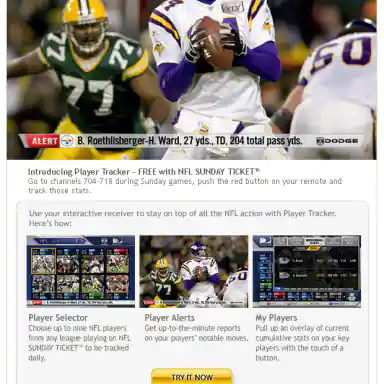 77
50
ALERT B. Roethlisberger-H. Ward, 27 yds., TD, 204 total pass yds. DODGE
Introducing Player Tracker - FREE with NFL SUNDAY TICKET℠
Go to channels 704-718 during Sunday games, push the red button on your remote and
track those stats.
Use your interactive receiver to stay on top of all the NFL action with Player Tracker.
Here's how:
Player Selector
Choose up to nine NFL players
from any league playing on NFL
SUNDAY TICKET℠ to be tracked
daily.
Player Alerts
Get up-to-the-minute reports
on your players' notable moves.
My Players
Pull up an overlay of current
cumulative stats on your key
players with the touch of a
button.
TRY IT NOW